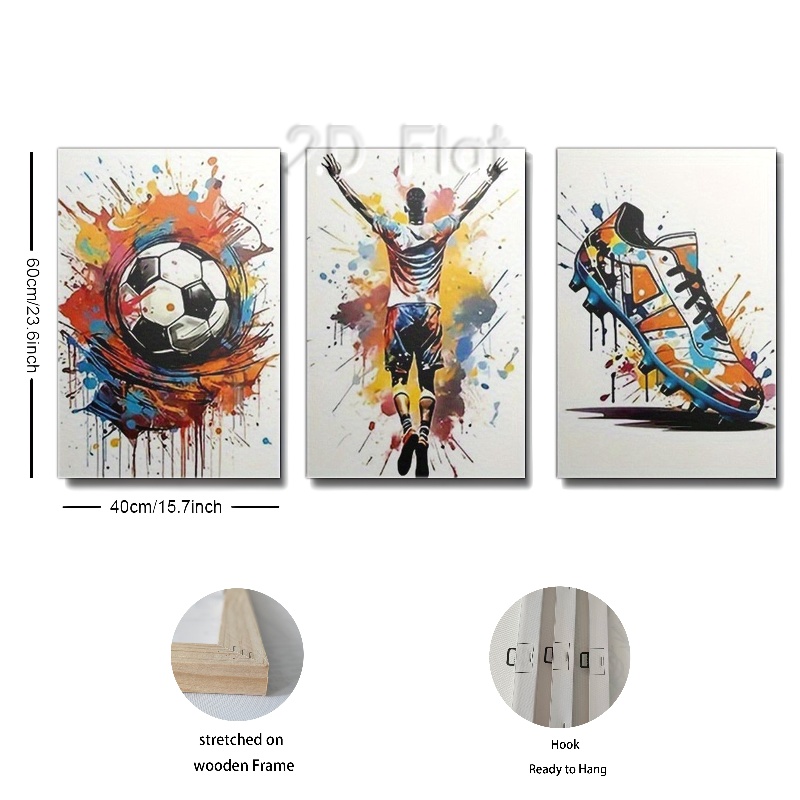 2D Flat
60cm/23.6inch
40cm/15.7inch
stretched on
wooden Frame
Hook
Ready to Hang